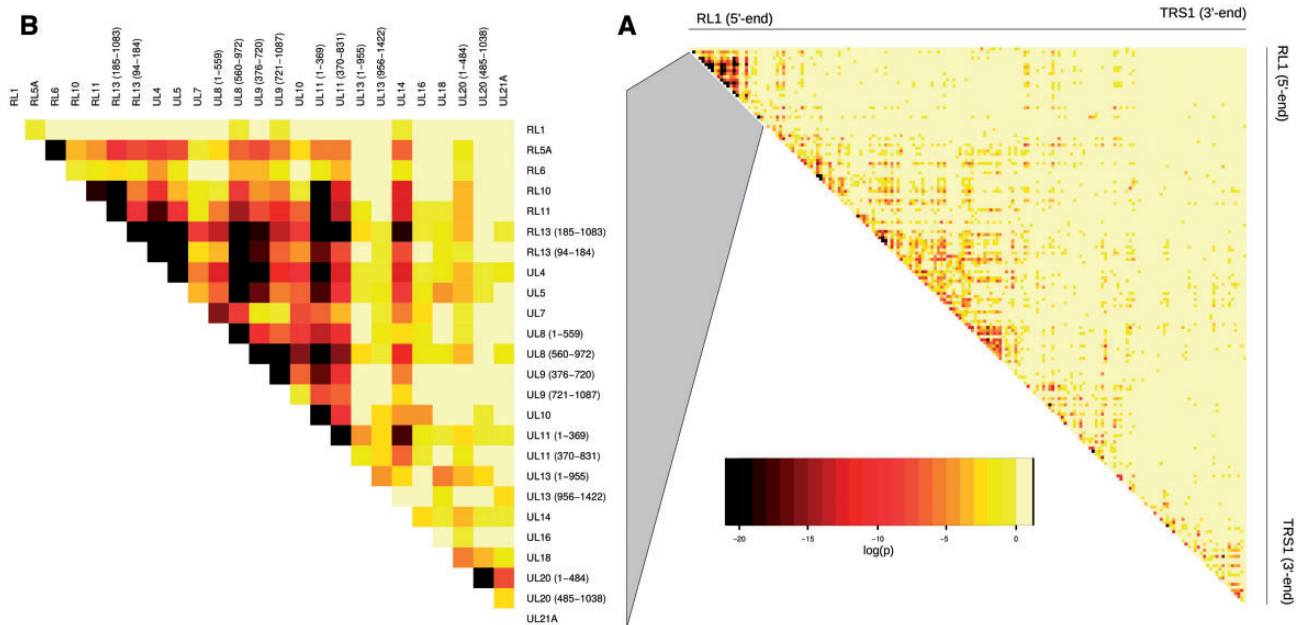 B
RL1
RL5A
RL6
RL10
RL11
RL13 (185−1083)
RL13 (94−184)
UL4
UL5
UL7
UL8 (1−559)
UL8 (560−972)
UL9 (376−720)
UL9 (721−1087)
UL10
UL11 (1−369)
UL11 (370−831)
UL13 (1−955)
UL13 (956−1422)
UL14
UL16
UL18
UL20 (1−484)
UL20 (485−1038)
UL21A
RL1
RL5A
RL6
RL10
RL11
RL13 (185−1083)
RL13 (94−184)
UL4
UL5
UL7
UL8 (1−559)
UL8 (560−972)
UL9 (376−720)
UL9 (721−1087)
UL10
UL11 (1−369)
UL11 (370−831)
UL13 (1−955)
UL13 (956−1422)
UL14
UL16
UL18
UL20 (1−484)
UL20 (485−1038)
UL21A
A
RL1 (5'-end)
TRS1 (3'-end)
RL1 (5'-end)
TRS1 (3'-end)
−20 −15 −10 −5 0
log(p)